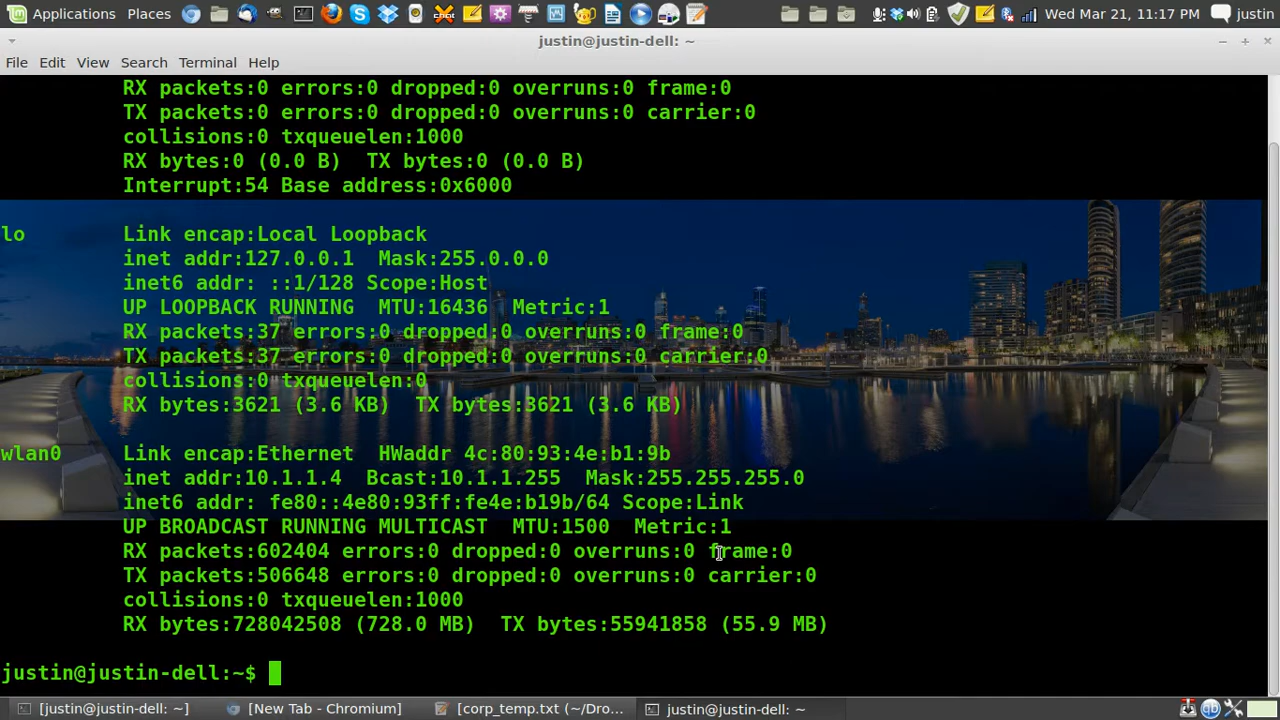 Applications Places Wed Mar 21, 11:17 PM justin
justin@justin-dell: ~
File Edit View Search Terminal Help
RX packets:0 errors:0 dropped:0 overruns:0 frame:0
TX packets:0 errors:0 dropped:0 overruns:0 carrier:0
collisions:0 txqueuelen:1000
RX bytes:0 (0.0 B)  TX bytes:0 (0.0 B)
Interrupt:54 Base address:0x6000
lo Link encap:Local Loopback
inet addr:127.0.0.1  Mask:255.0.0.0
inet6 addr: ::1/128 Scope:Host
UP LOOPBACK RUNNING  MTU:16436  Metric:1
RX packets:37 errors:0 dropped:0 overruns:0 frame:0
TX packets:37 errors:0 dropped:0 overruns:0 carrier:0
collisions:0 txqueuelen:0
RX bytes:3621 (3.6 KB)  TX bytes:3621 (3.6 KB)
wlan0 Link encap:Ethernet  HWaddr 4c:80:93:4e:b1:9b
inet addr:10.1.1.4  Bcast:10.1.1.255  Mask:255.255.255.0
inet6 addr: fe80::4e80:93ff:fe4e:b19b/64 Scope:Link
UP BROADCAST RUNNING MULTICAST  MTU:1500  Metric:1
RX packets:602404 errors:0 dropped:0 overruns:0 frame:0
TX packets:506648 errors:0 dropped:0 overruns:0 carrier:0
collisions:0 txqueuelen:1000
RX bytes:728042508 (728.0 MB)  TX bytes:55941858 (55.9 MB)
justin@justin-dell:~$
[justin@justin-dell: ~] [New Tab - Chromium] [corp_temp.txt (~/Dro... justin@justin-dell: ~